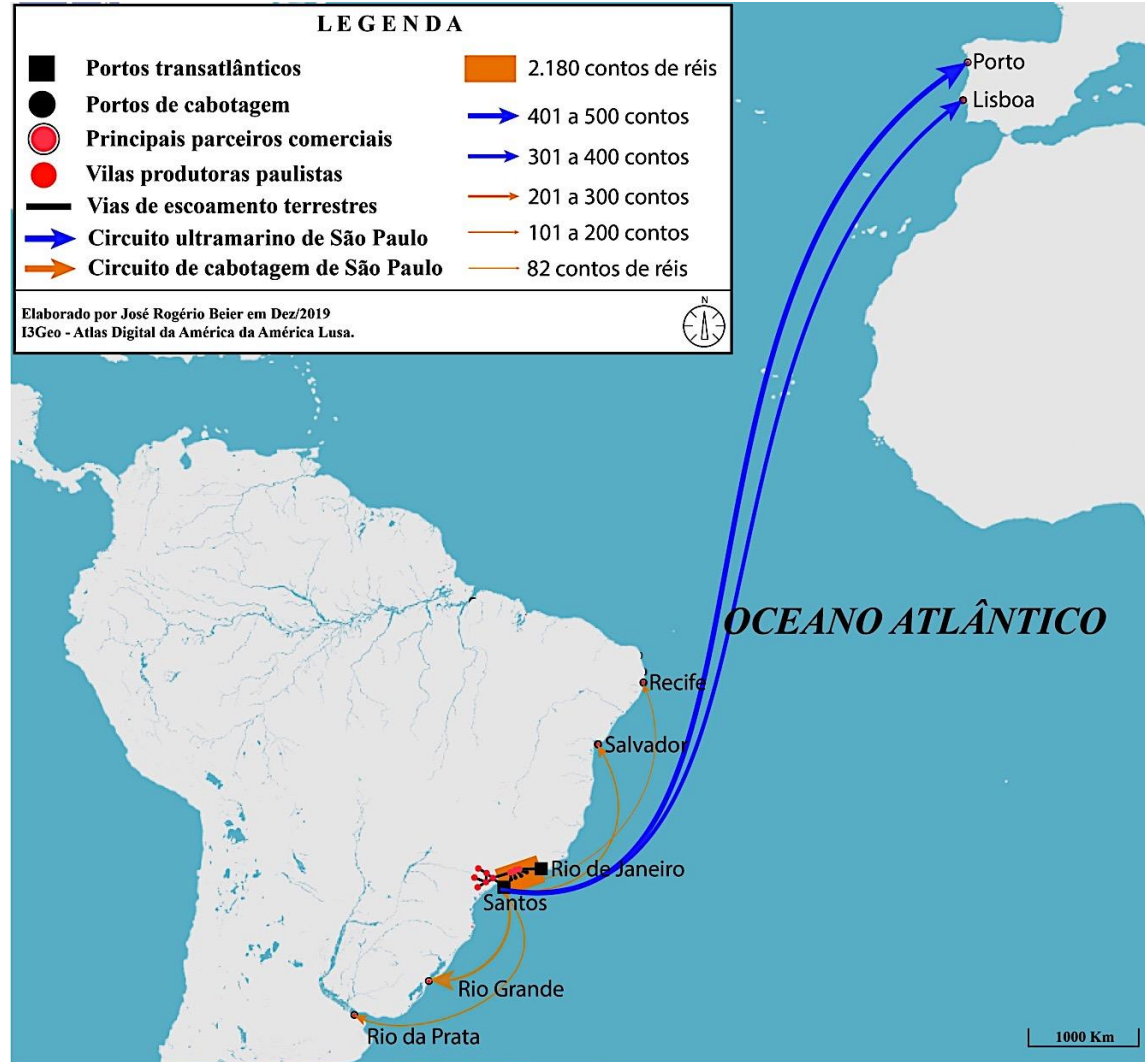 LEGENDA
Portos transatlânticos
Portos de cabotagem
Principais parceiros comerciais
Vilas produtoras paulistas
Vias de escoamento terrestres
Circuito ultramarino de São Paulo
Circuito de cabotagem de São Paulo
2.180 contos de réis
401 a 500 contos
301 a 400 contos
201 a 300 contos
101 a 200 contos
82 contos de réis
Elaborado por José Rogério Beier em Dez/2019
I3Geo - Atlas Digital da América da América Lusa.
N
Porto
Lisboa
OCEANO ATLÂNTICO
Recife
Salvador
Rio de Janeiro
Santos
Rio Grande
Rio da Prata
1000 Km